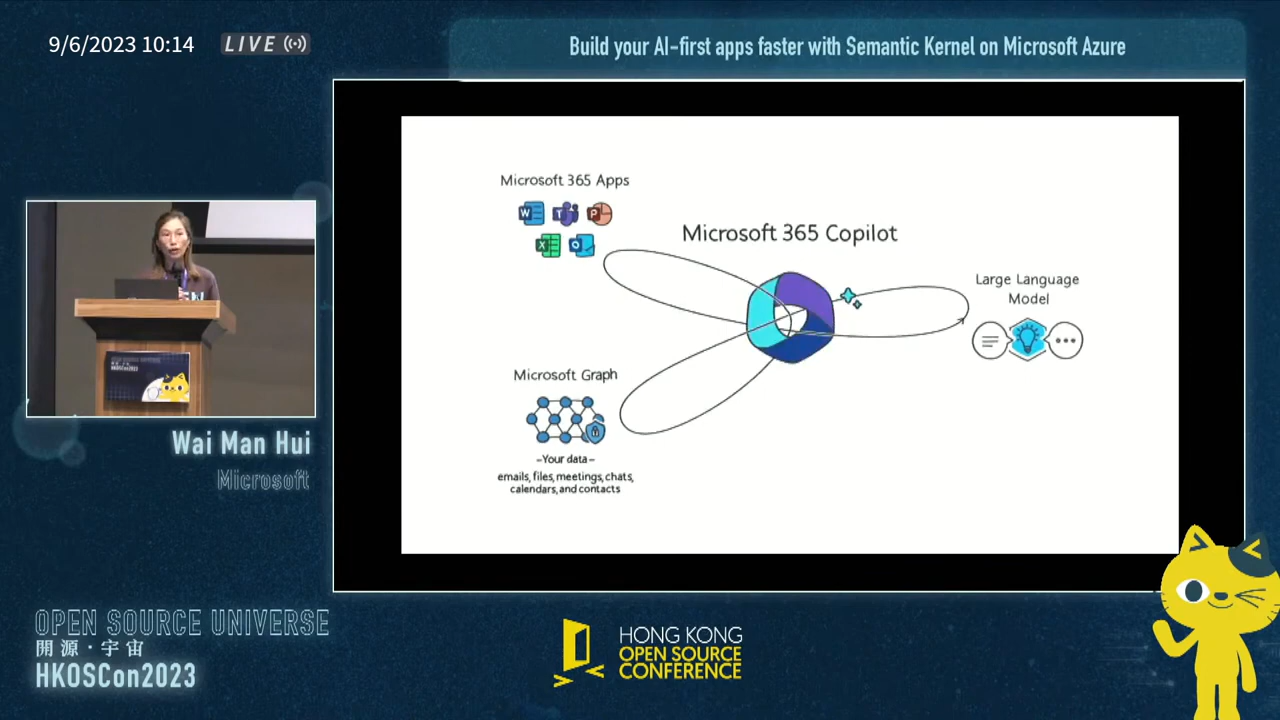 9/6/2023 10:14
LIVE
Build your AI-first apps faster with Semantic Kernel on Microsoft Azure
Microsoft 365 Apps
W
T
P
X
O
Microsoft 365 Copilot
Large Language
Model
Microsoft Graph
–Your data–
emails, files, meetings, chats,
calendars, and contacts
HKOSCon2023
Wai Man Hui
Microsoft
OPEN SOURCE UNIVERSE
開源·宇宙
HKOSCon2023
HONG KONG
OPEN SOURCE
CONFERENCE